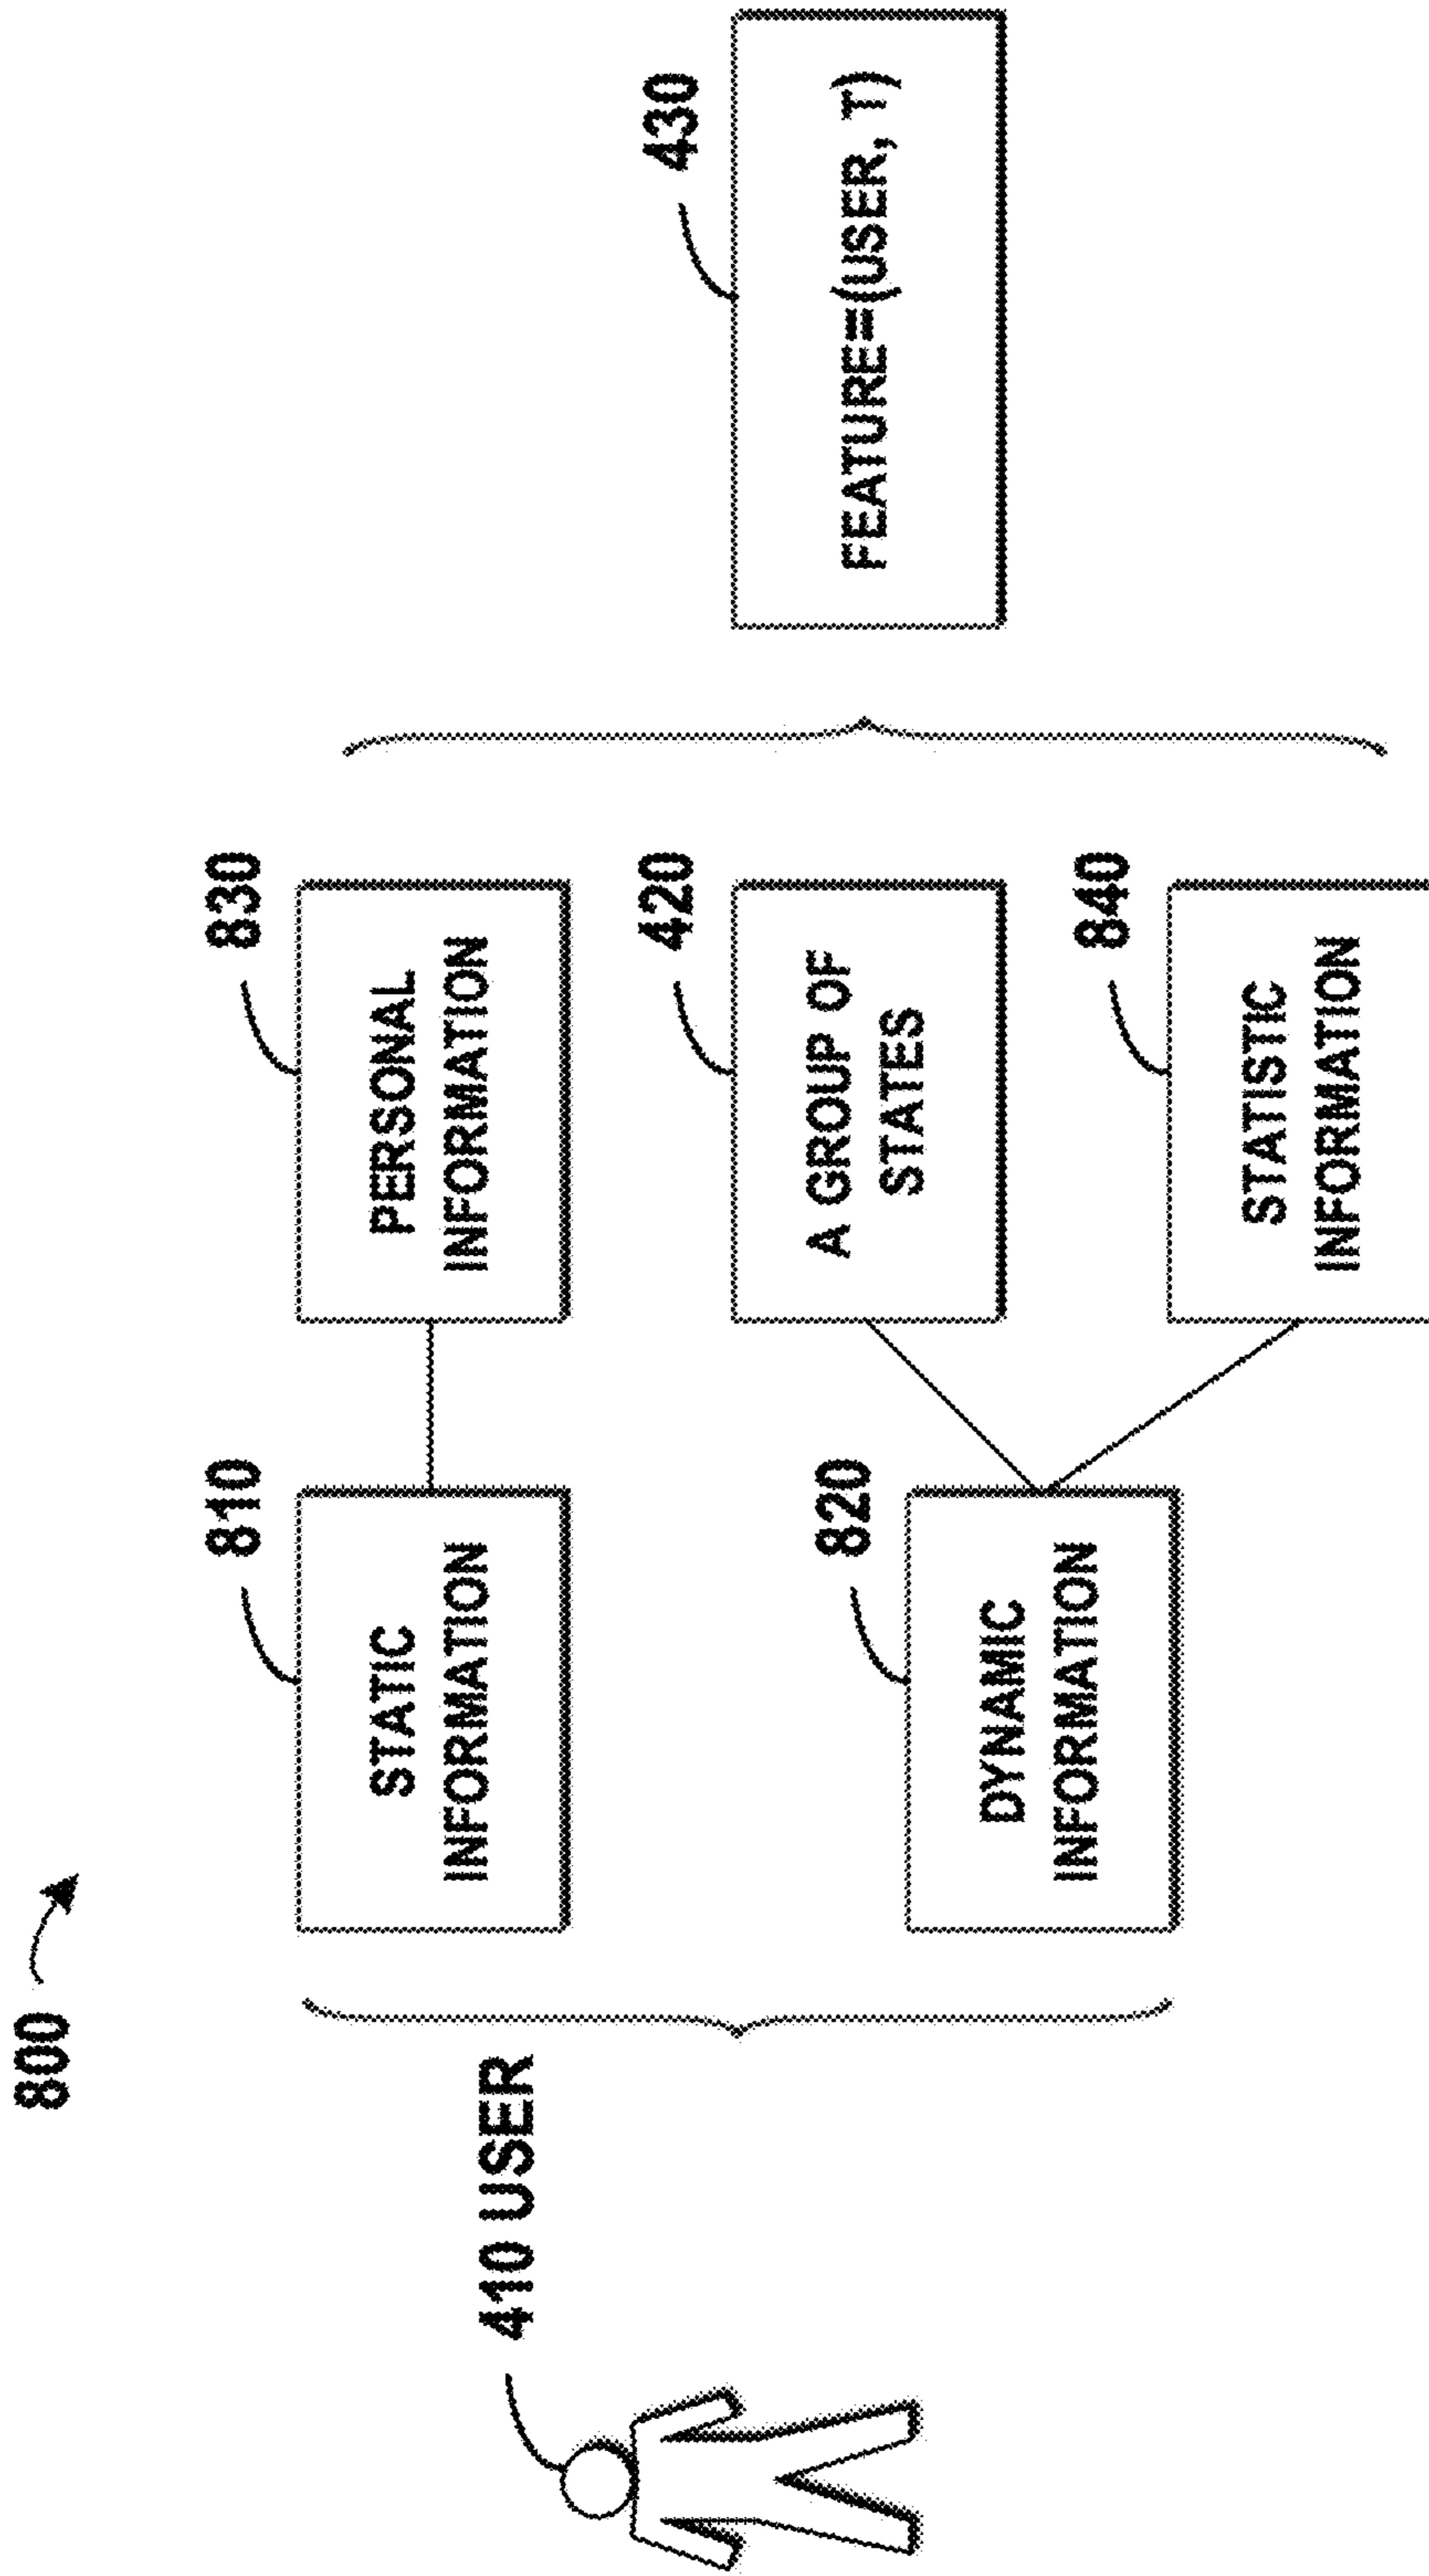 800
410 USER
810
STATIC
INFORMATION
820
DYNAMIC
INFORMATION
830
PERSONAL
INFORMATION
420
A GROUP OF
STATES
840
STATISTIC
INFORMATION
430
FEATURE=(USER, T)